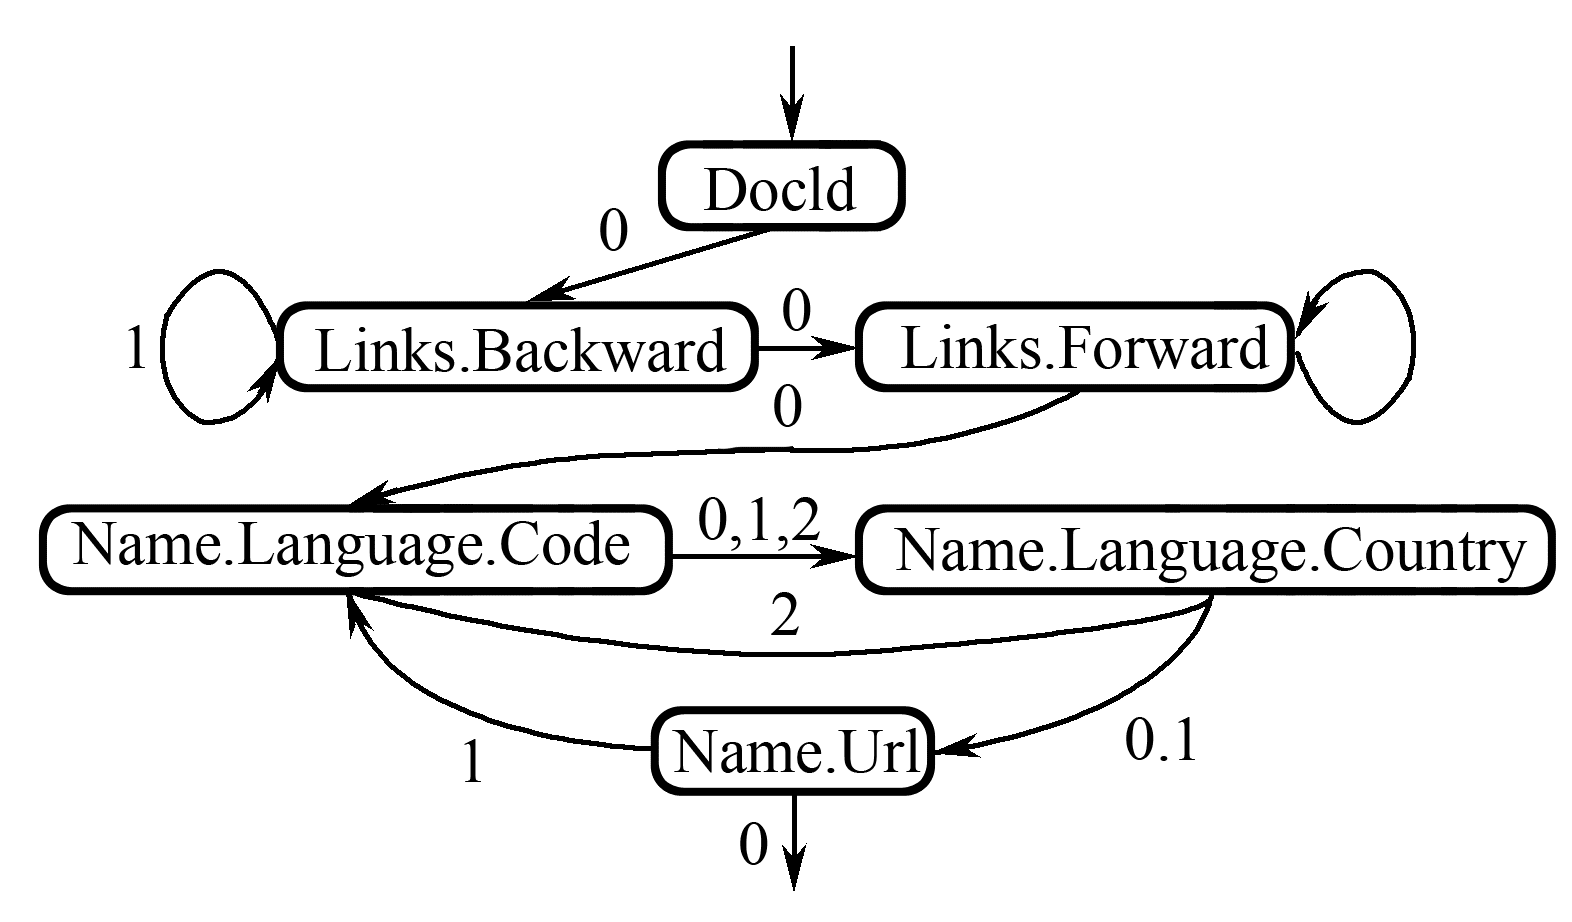 DocId
0
1
Links.Backward
0
Links.Forward
0
Name.Language.Code
0,1,2
Name.Language.Country
2
1
Name.Url
0.1
0